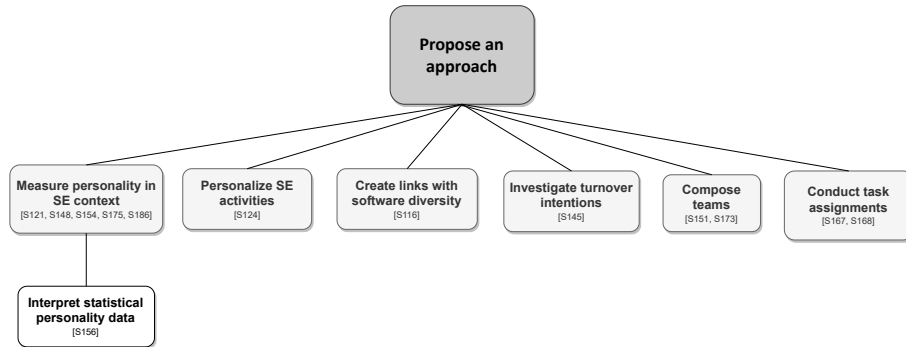 Propose an
approach
Measure personality in
SE context
[S121, S148, S154, S175, S186]
Personalize SE
activities
[S124]
Create links with
software diversity
[S116]
Investigate turnover
intentions
[S145]
Compose
teams
[S151, S173]
Conduct task
assignments
[S167, S168]
Interpret statistical
personality data
[S156]